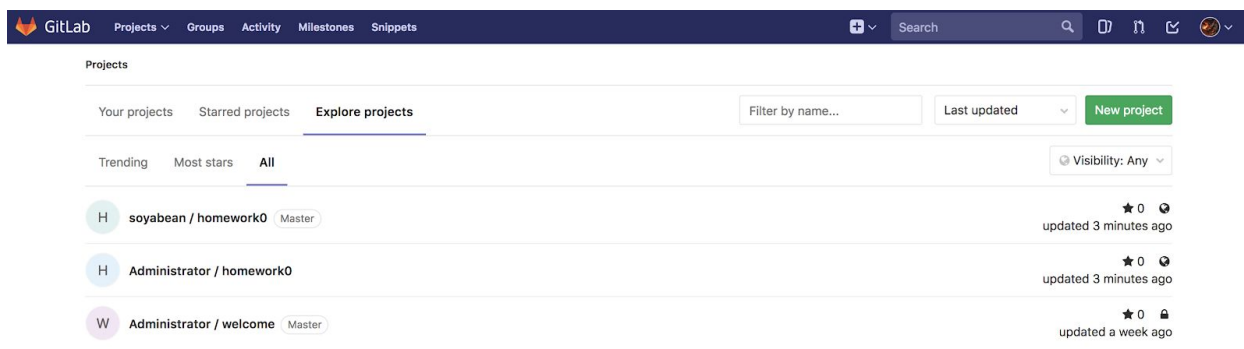 GitLab Projects Groups Activity Milestones Snippets Search
Projects
Your projects Starred projects Explore projects Filter by name... Last updated New project
Trending Most stars All Visibility: Any
H soyabean / homework0 Master 0
updated 3 minutes ago
H Administrator / homework0 0
updated 3 minutes ago
W Administrator / welcome Master 0
updated a week ago